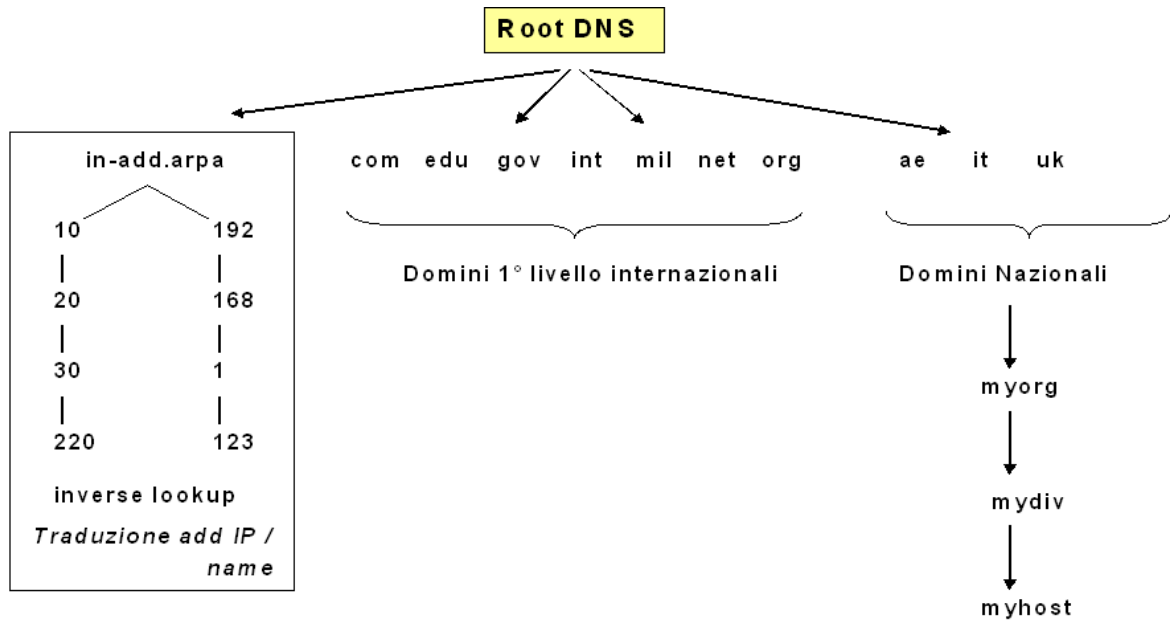 Root DNS
in-add.arpa
com edu gov int mil net org
ae it uk
10 192
20 168
30 1
220 123
inverse lookup
Traduzione add IP /
name
Domini 1° livello internazionali
Domini Nazionali
myorg
mydiv
myhost